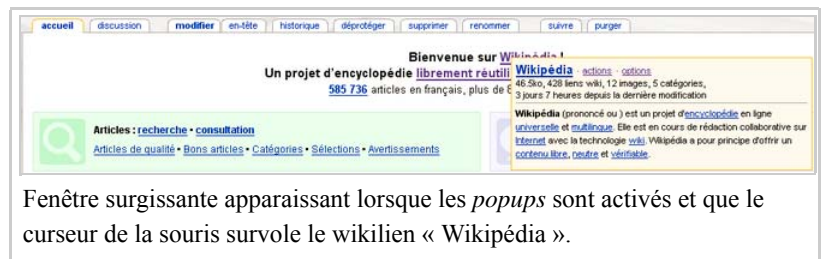 accueil discussion modifier en-tête historique déprotéger supprimer renommer suivre purger
Bienvenue sur Wikipédia !
Un projet d'encyclopédie librement réutili
585 736 articles en français, plus de 8
Wikipédia · actions · options
46.5ko, 428 liens wiki, 12 images, 5 catégories,
3 jours 7 heures depuis la dernière modification
Wikipédia (prononcé ou ) est un projet d'encyclopédie en ligne
universelle et multilingue. Elle est en cours de rédaction collaborative sur
Internet avec la technologie wiki. Wikipédia a pour principe d'offrir un
contenu libre, neutre et vérifiable.
Articles : recherche • consultation
Articles de qualité • Bons articles • Catégories • Sélections • Avertissements
Fenêtre surgissante apparaissant lorsque les popups sont activés et que le
curseur de la souris survole le wikilien « Wikipédia ».